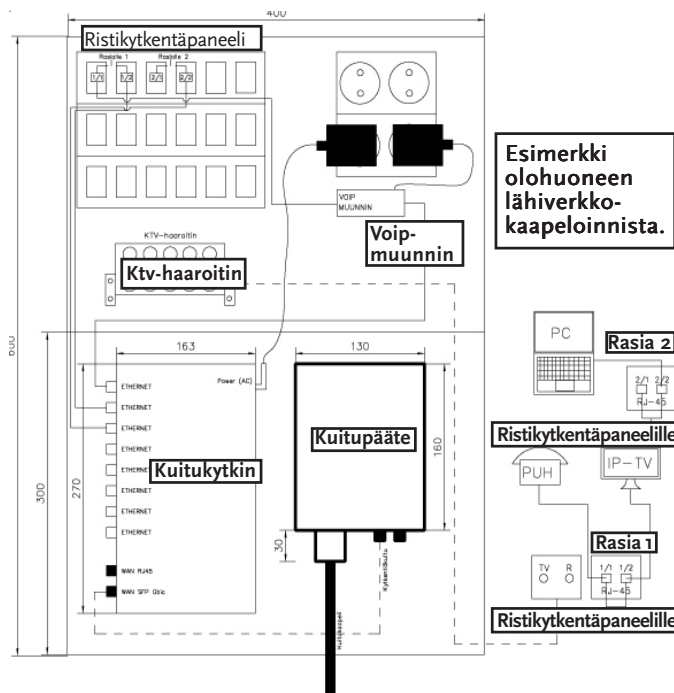 400
Ristikytkentäpaneeli
Rasialle 1 Rasialle 2
1/1 1/2 2/1 2/2
VOIP
MUUNNIN
Voip-
muunnin
KTV-haaroitin
Ktv-haaroitin
600
300
163
130
270
160
30
Power (AC)
ETHERNET
ETHERNET
ETHERNET
ETHERNET
ETHERNET
ETHERNET
ETHERNET
ETHERNET
WAN RJ45
WAN SFP Gbic
Kuitukytkin
Kuitupääte
Kytkentäkuitu
Kuitukaapeli
Esimerkki
olohuoneen
lähiverkko-
kaapeloinnista.
PC
Rasia 2
2/1 2/2
RJ-45
Ristikytkentäpaneelille
PUH
IP-TV
Rasia 1
TV R
1/1 1/2
RJ-45
Ristikytkentäpaneelille